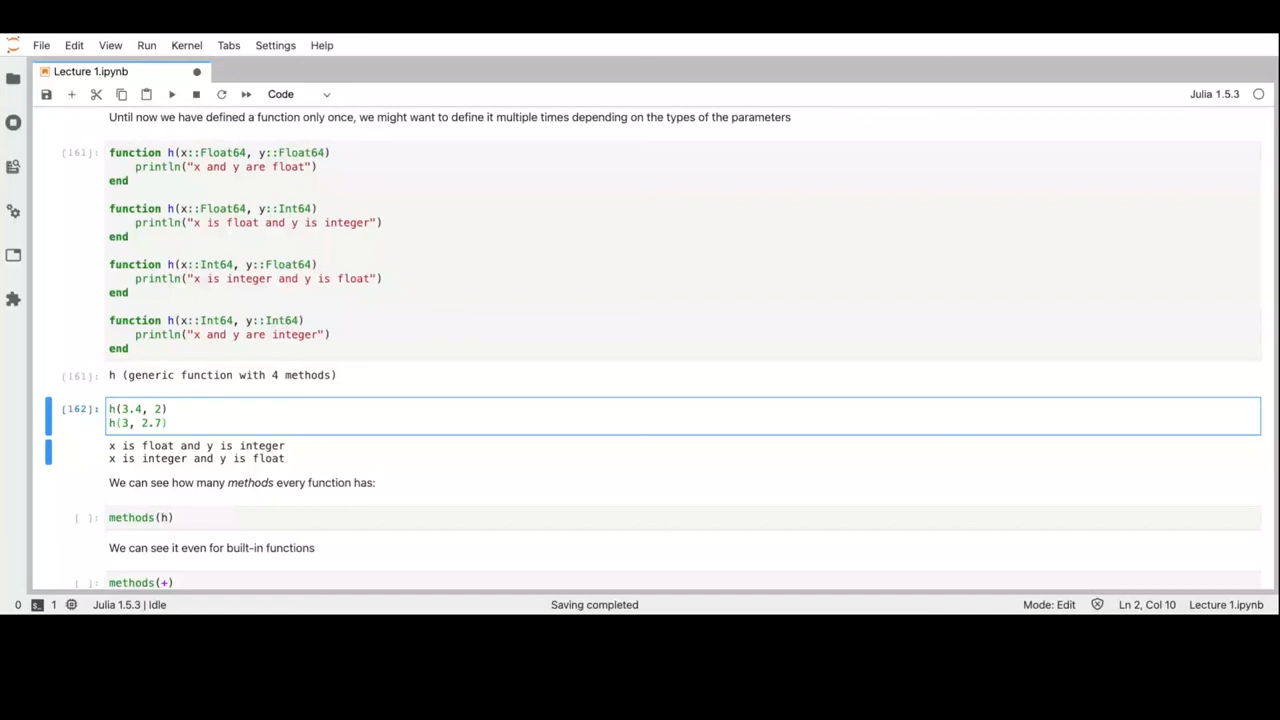 File Edit View Run Kernel Tabs Settings Help
Lecture 1.ipynb
Code
Julia 1.5.3
Until now we have defined a function only once, we might want to define it multiple times depending on the types of the parameters
[161]: function h(x::Float64, y::Float64)
println("x and y are float")
end
function h(x::Float64, y::Int64)
println("x is float and y is integer")
end
function h(x::Int64, y::Float64)
println("x is integer and y is float")
end
function h(x::Int64, y::Int64)
println("x and y are integer")
end
[161]: h (generic function with 4 methods)
[162]: h(3.4, 2)
h(3, 2.7)
x is float and y is integer
x is integer and y is float
We can see how many methods every function has:
[ ]: methods(h)
We can see it even for built-in functions
[ ]: methods(+)
0 1 Julia 1.5.3 | Idle Saving completed Mode: Edit Ln 2, Col 10 Lecture 1.ipynb